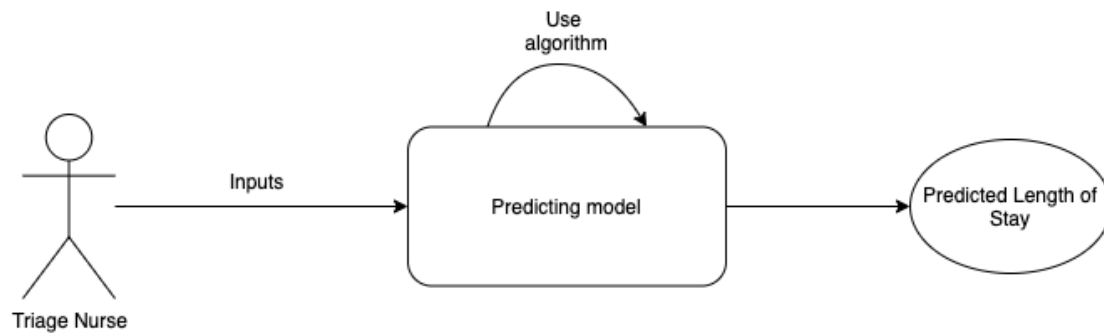 Use
algorithm
Inputs
Predicting model
Predicted Length of
Stay
Triage Nurse